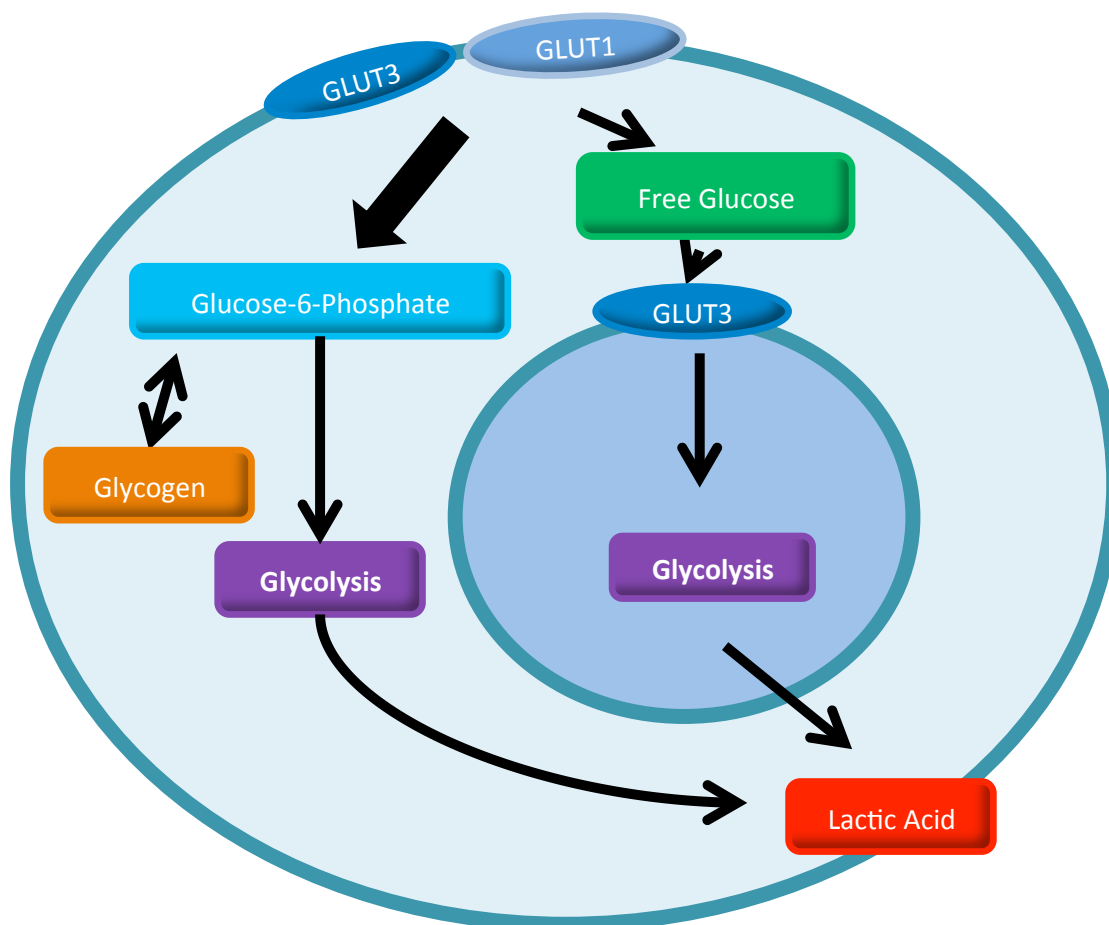 GLUT1
GLUT3
Free Glucose
Glucose-6-Phosphate
GLUT3
Glycogen
Glycolysis
Glycolysis
Lactic Acid